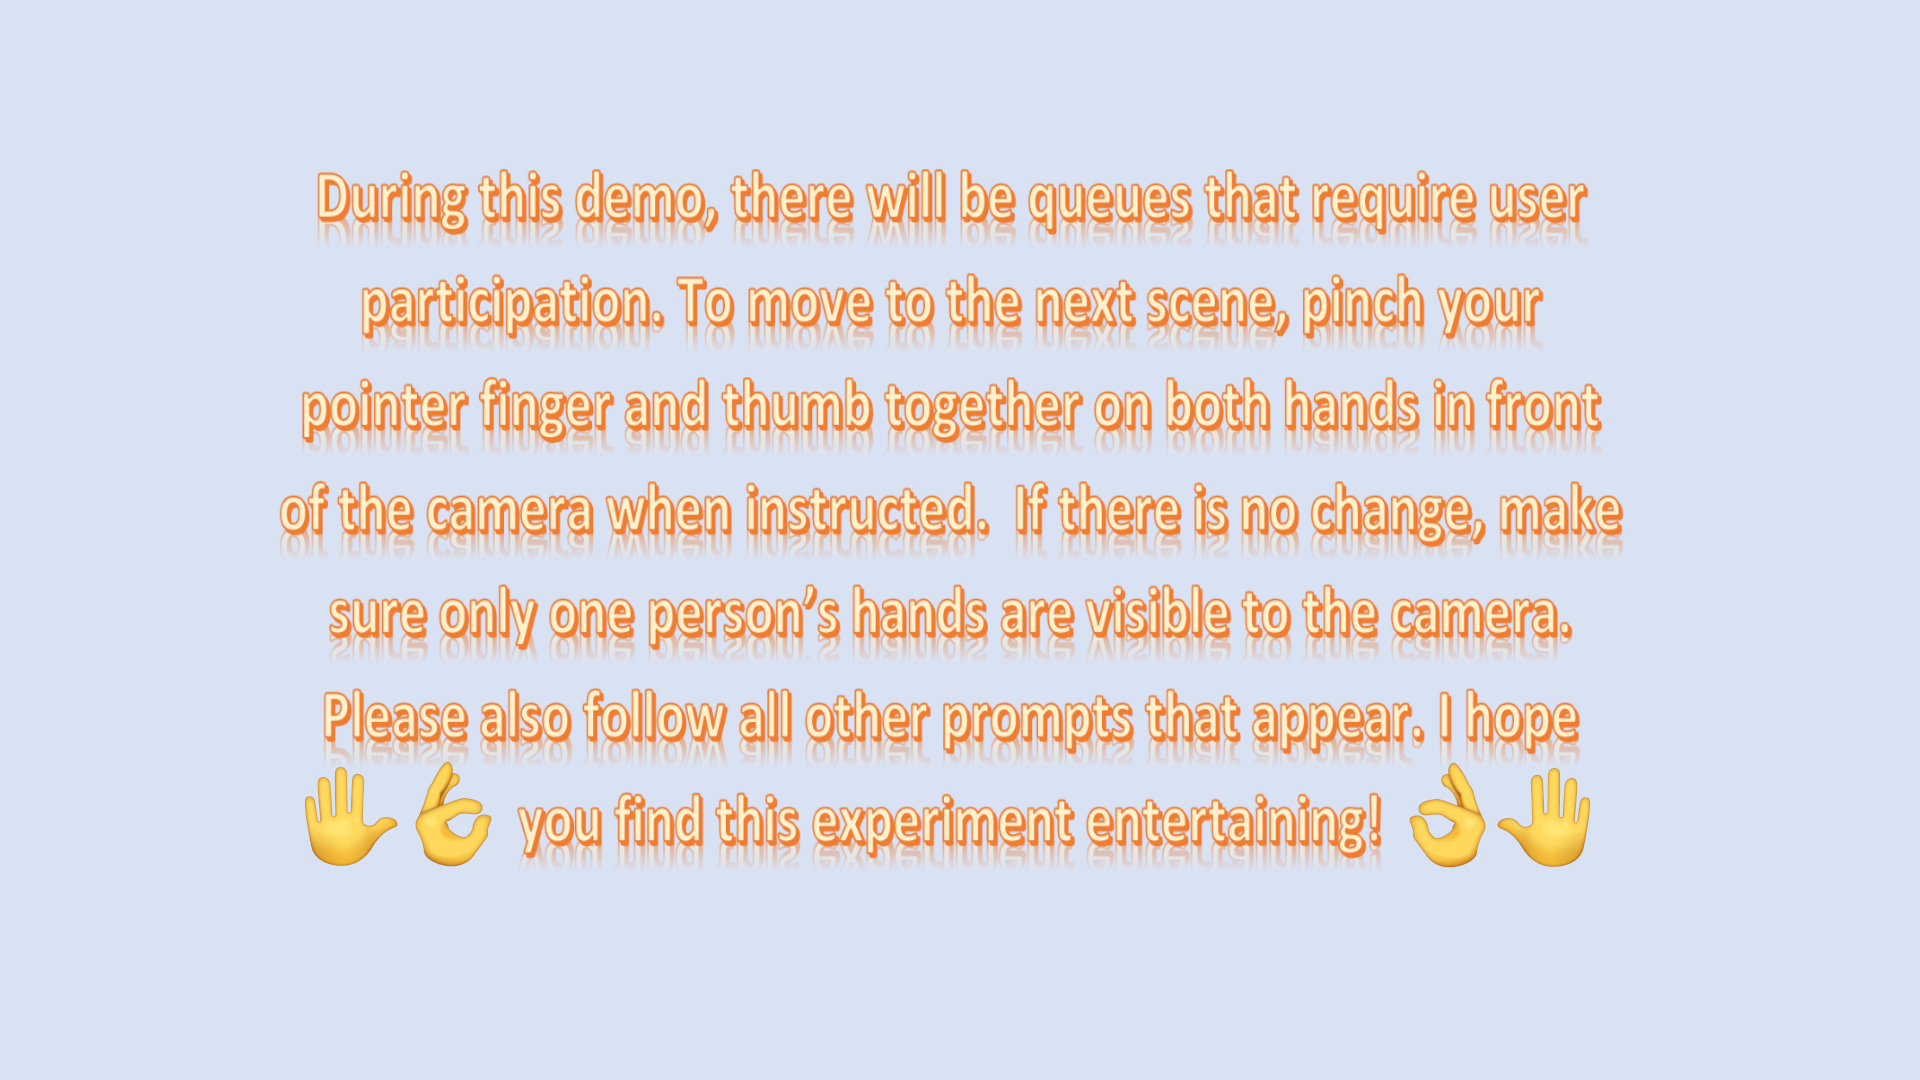 During this demo, there will be queues that require user
participation. To move to the next scene, pinch your
pointer finger and thumb together on both hands in front
of the camera when instructed.  If there is no change, make
sure only one person’s hands are visible to the camera.
Please also follow all other prompts that appear. I hope
you find this experiment entertaining!